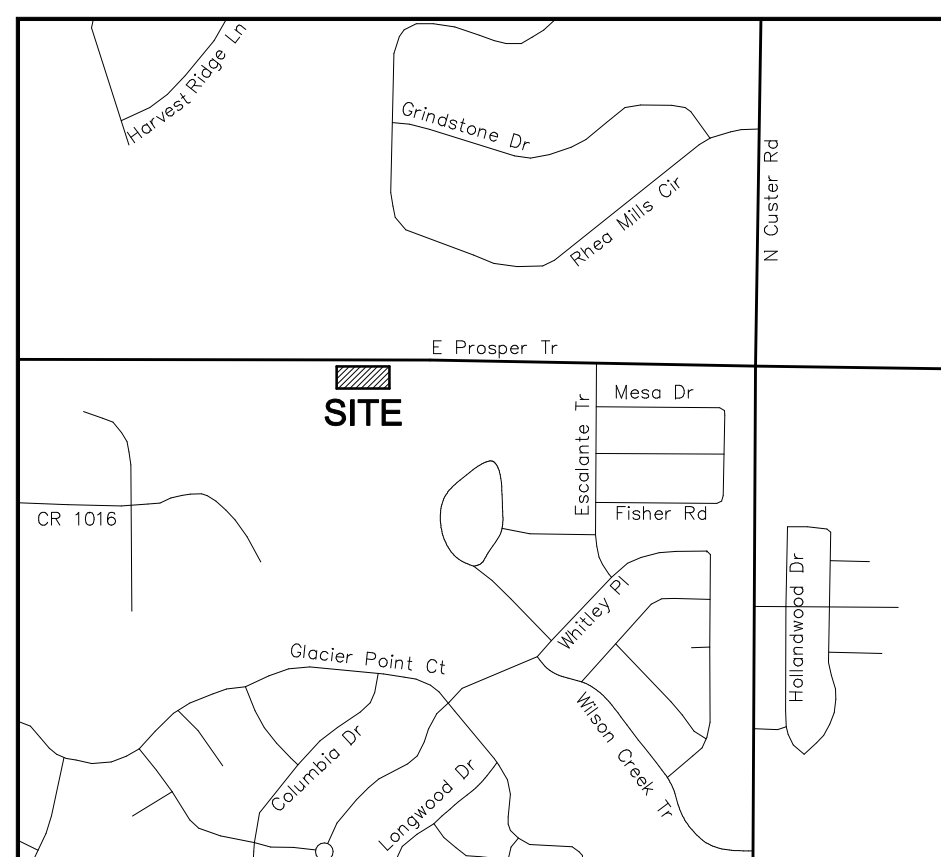 Harvest Ridge Ln
Grindstone Dr
Rhea Mills Cir
N Custer Rd
E Prosper Tr
SITE
Mesa Dr
Escalante Tr
Fisher Rd
CR 1016
Hollandwood Dr
Whitley Pl
Glacier Point Ct
Wilson Creek Tr
Columbia Dr
Longwood Dr